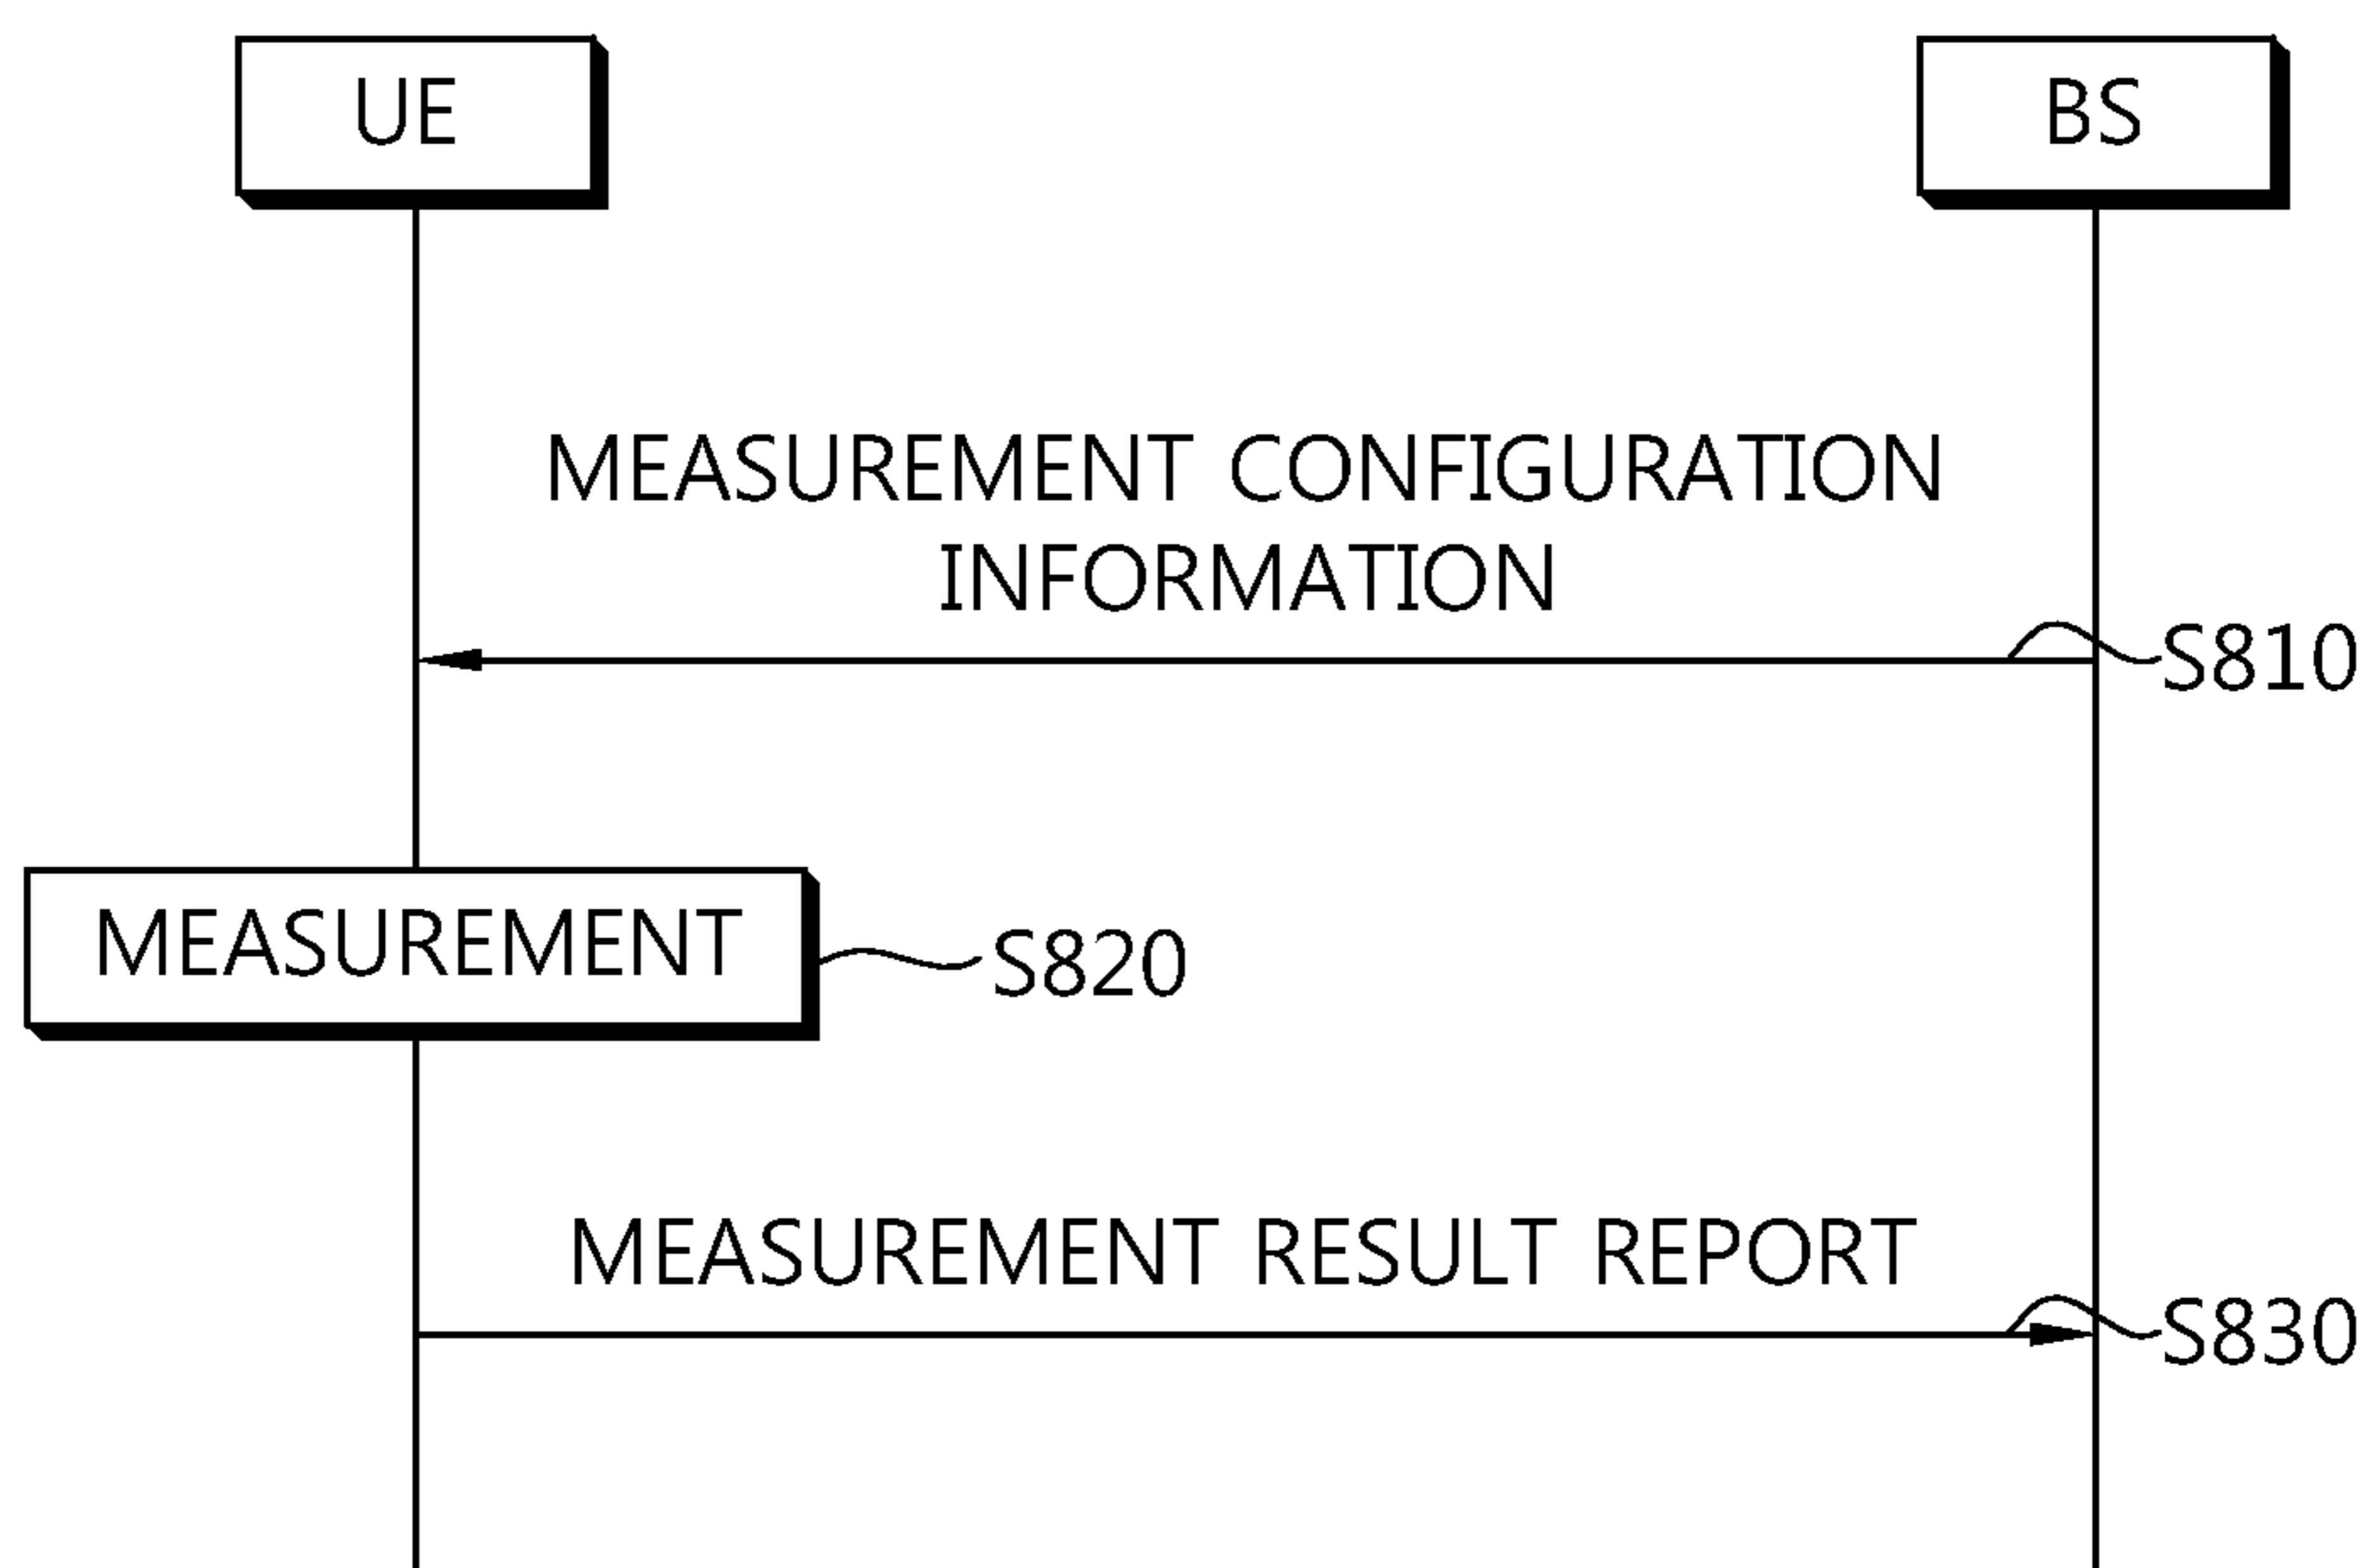 UE
BS
MEASUREMENT CONFIGURATION
INFORMATION
S810
MEASUREMENT
S820
MEASUREMENT RESULT REPORT
S830